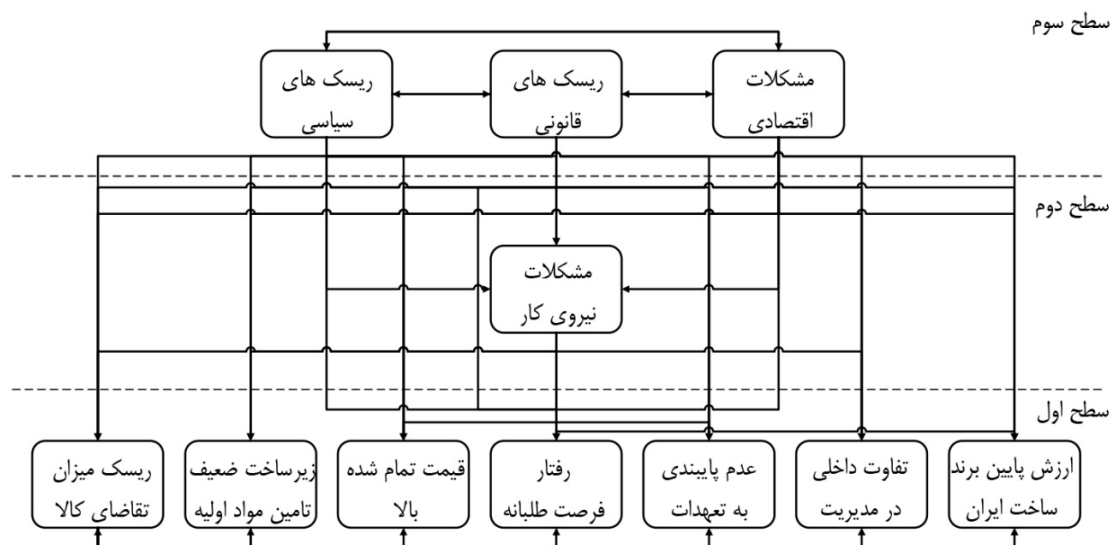 سطح سوم
مشکلات
اقتصادی
ریسک های
قانونی
ریسک های
سیاسی
سطح دوم
مشکلات
نیروی کار
سطح اول
ارزش پایین برند
ساخت ایران
تفاوت داخلی
در مدیریت
عدم پایبندی
به تعهدات
رفتار
فرصت طلبانه
قیمت تمام شده
بالا
زیرساخت ضعیف
تامین مواد اولیه
ریسک میزان
تقاضای کالا